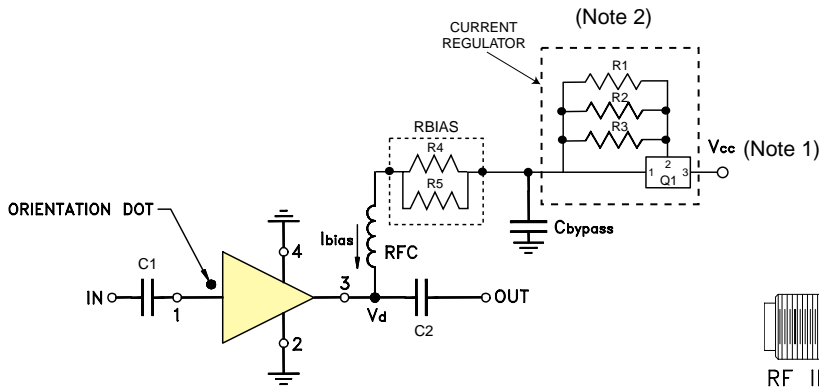 (Note 2)
CURRENT
REGULATOR
R1
R2
R3
RBIAS
R4
R5
Vcc (Note 1)
1 2 3
Q1
ORIENTATION DOT
Ibias
RFC
Cbypass
C1
4
IN
1
3
OUT
Vd
C2
2
RF I